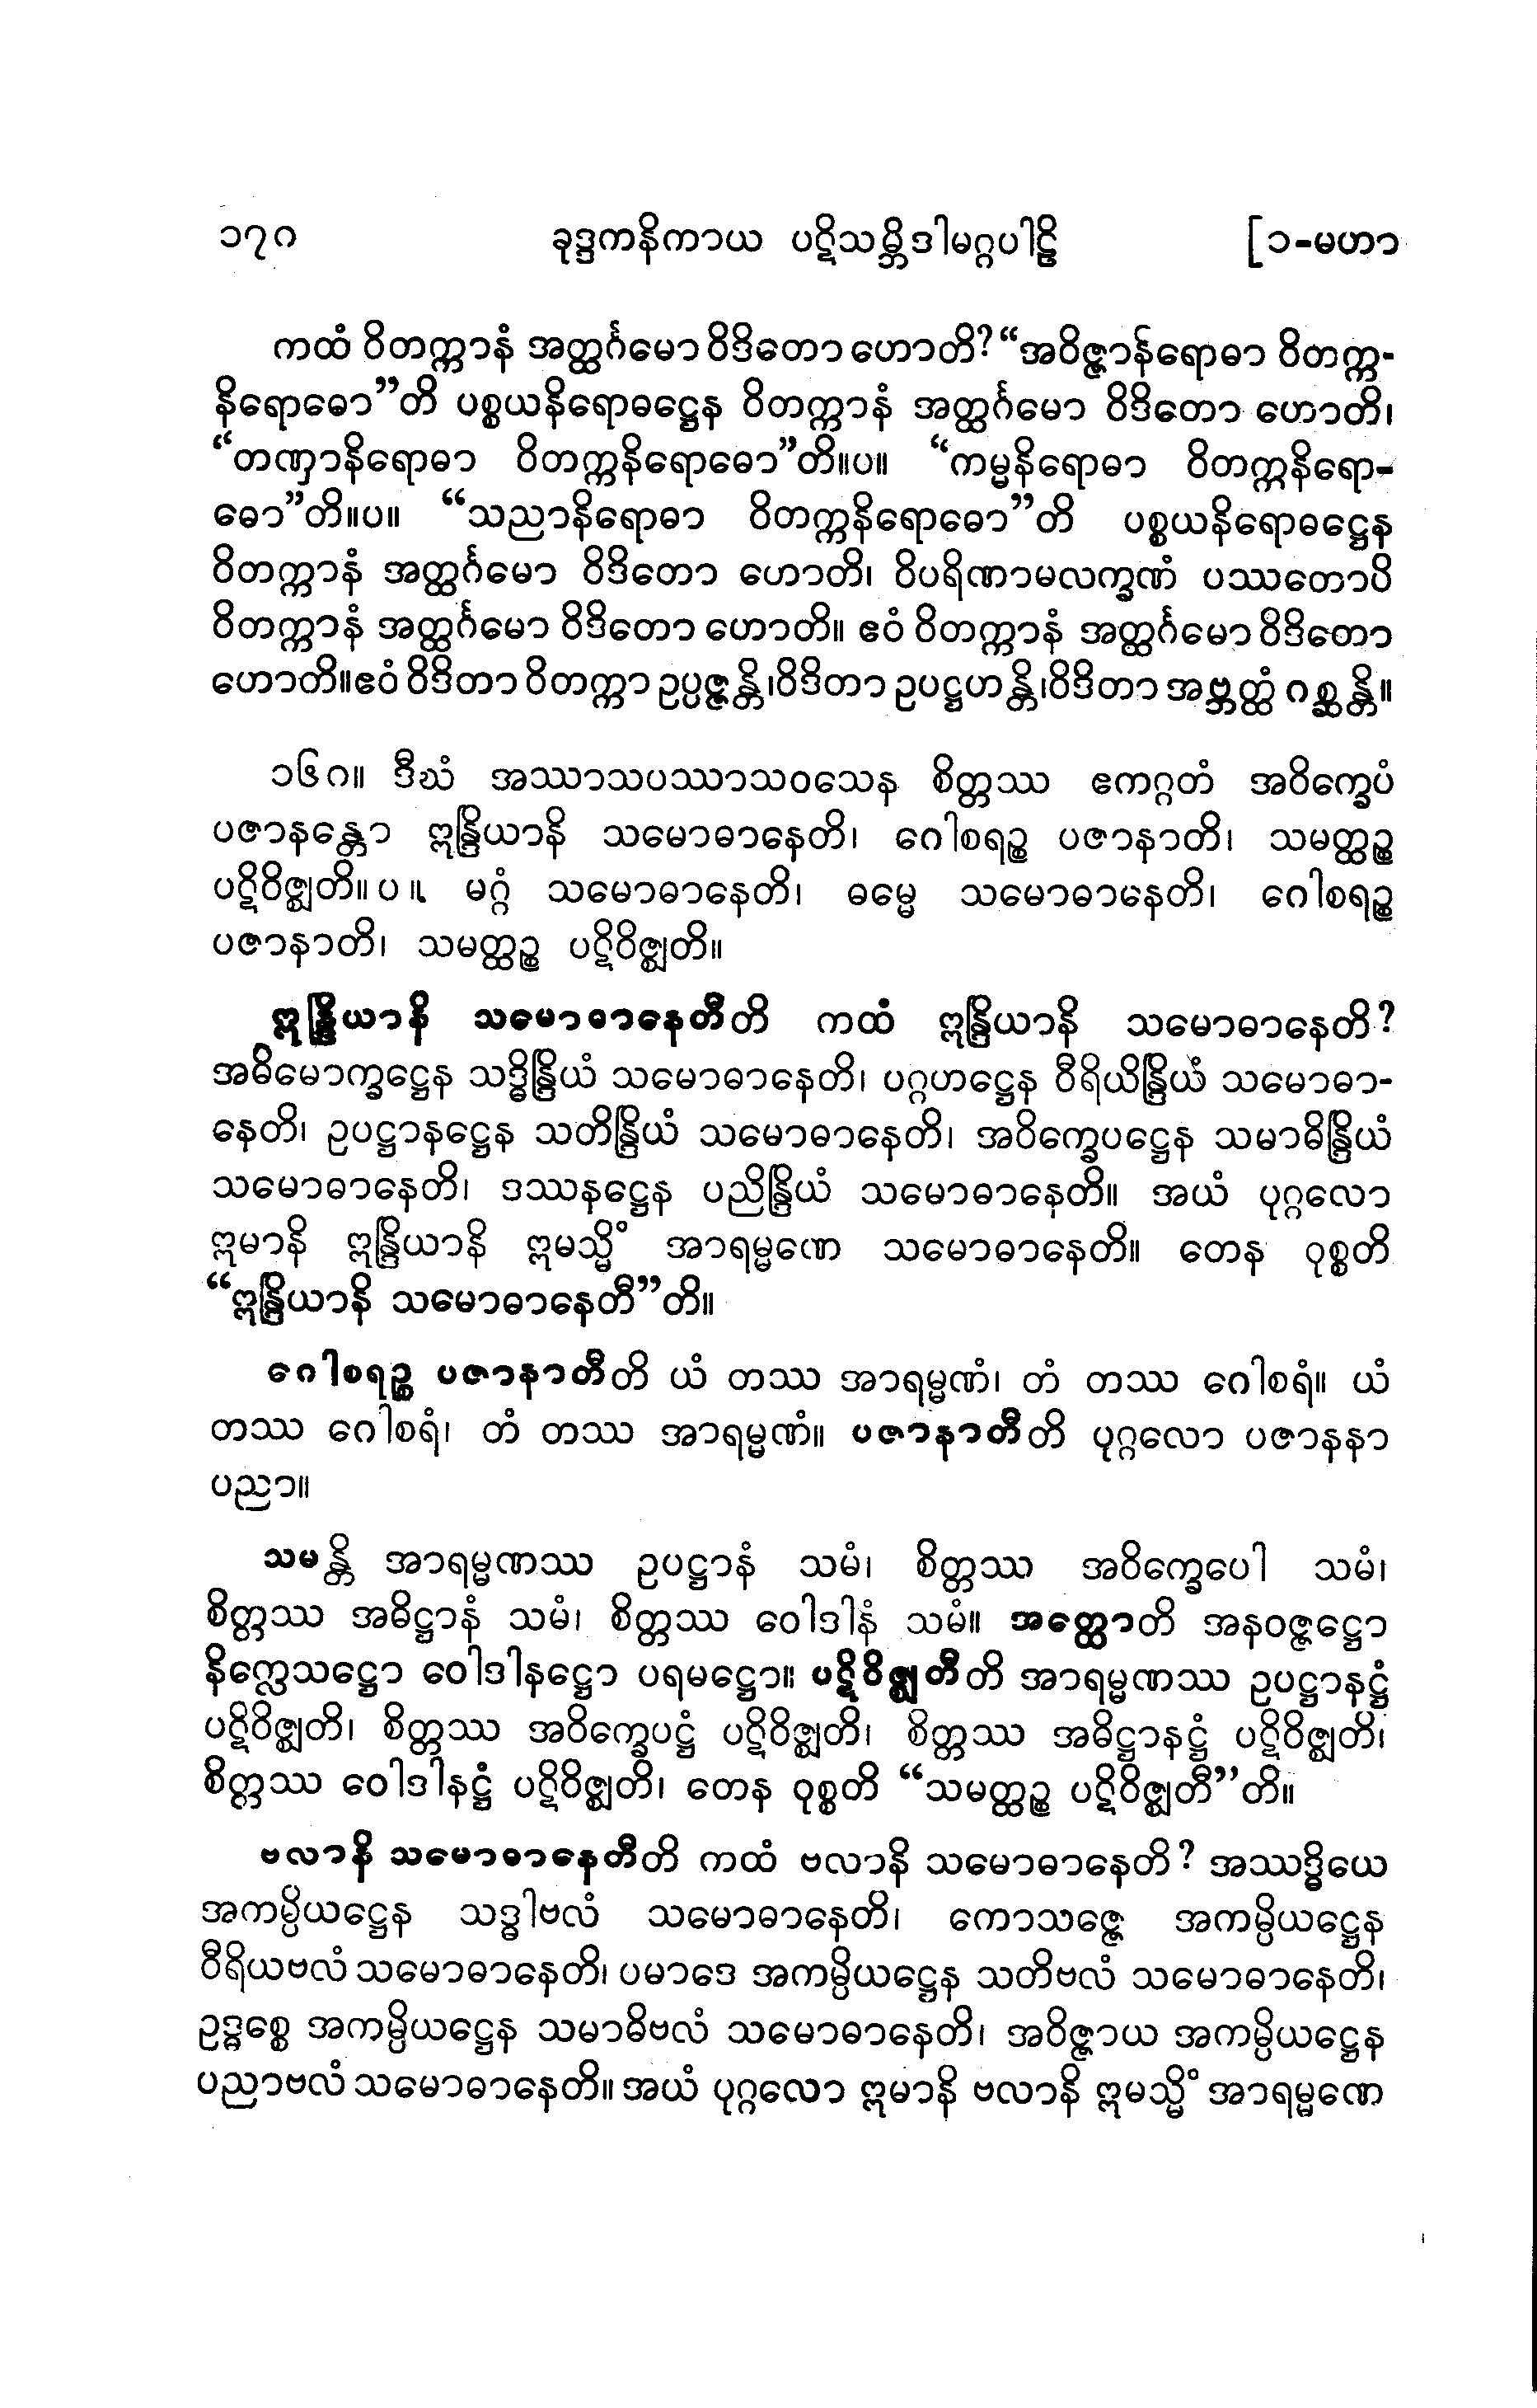 ၁၇၀ ခုဒ္ဒကနိကာယ ပဋိသမ္ဘိဒါမဂ္ဂပါဠိ [၁-မဟာ
ကထံ ဝိတက္ကာနံ အတ္ထင်္ဂမော ဝိဒိတော ဟောတိ? “အဝိဇ္ဇာနိရောဓာ ဝိတက္က-
နိရောဓော”တိ ပစ္စယနိရောဓဋ္ဌေန ဝိတက္ကာနံ အတ္ထင်္ဂမော ဝိဒိတော ဟောတိ၊
“တဏှာနိရောဓာ ဝိတက္ကနိရောဓော”တိ။ပ။ “ကမ္မနိရောဓာ ဝိတက္ကနိရော-
ဓော”တိ။ပ။ “သညာနိရောဓာ ဝိတက္ကနိရောဓော”တိ ပစ္စယနိရောဓဋ္ဌေန
ဝိတက္ကာနံ အတ္ထင်္ဂမော ဝိဒိတော ဟောတိ၊ ဝိပရိဏာမလက္ခဏံ ပဿတောပိ
ဝိတက္ကာနံ အတ္ထင်္ဂမော ဝိဒိတော ဟောတိ။ ဧဝံ ဝိတက္ကာနံ အတ္ထင်္ဂမော ဝိဒိတော
ဟောတိ။ဧဝံ ဝိဒိတာ ဝိတက္ကာ ဥပ္ပဇ္ဇန္တိ၊ဝိဒိတာ ဥပဋ္ဌဟန္တိ၊ဝိဒိတာ အဗ္ဘတ္ထံ ဂစ္ဆန္တိ။
၁၆၀။ ဒီဃံ အဿာသပဿာသဝသေန စိတ္တဿ ဧကဂ္ဂတံ အဝိက္ခေပံ
ပဇာနန္တော ဣန္ဒြိယာနိ သမောဓာနေတိ၊ ဂေါစရဉ္စ ပဇာနာတိ၊ သမတ္ထဉ္စ
ပဋိဝိဇ္ဈတိ။ ပ ။ မဂ္ဂံ သမောဓာနေတိ၊ ဓမ္မေ သမောဓာနေတိ၊ ဂေါစရဉ္စ
ပဇာနာတိ၊ သမတ္ထဉ္စ ပဋိဝိဇ္ဈတိ။
ဣန္ဒြိယာနိ သမောဓာနေတီတိ ကထံ ဣန္ဒြိယာနိ သမောဓာနေတိ?
အဓိမောက္ခဋ္ဌေန သဒ္ဓိန္ဒြိယံ သမောဓာနေတိ၊ ပဂ္ဂဟဋ္ဌေန ဝီရိယိန္ဒြိယံ သမောဓာ-
နေတိ၊ ဥပဋ္ဌာနဋ္ဌေန သတိန္ဒြိယံ သမောဓာနေတိ၊ အဝိက္ခေပဋ္ဌေန သမာဓိန္ဒြိယံ
သမောဓာနေတိ၊ ဒဿနဋ္ဌေန ပညိန္ဒြိယံ သမောဓာနေတိ။ အယံ ပုဂ္ဂလော
ဣမာနိ ဣန္ဒြိယာနိ ဣမသ္မိံ အာရမ္မဏေ သမောဓာနေတိ။ တေန ဝုစ္စတိ
“ဣန္ဒြိယာနိ သမောဓာနေတီ”တိ။
ဂေါစရဉ္စ ပဇာနာတီတိ ယံ တဿ အာရမ္မဏံ၊ တံ တဿ ဂေါစရံ။ ယံ
တဿ ဂေါစရံ၊ တံ တဿ အာရမ္မဏံ။ ပဇာနာတီတိ ပုဂ္ဂလော ပဇာနနာ
ပညာ။
သမန္တိ အာရမ္မဏဿ ဥပဋ္ဌာနံ သမံ၊ စိတ္တဿ အဝိက္ခေပေါ သမံ၊
စိတ္တဿ အဓိဋ္ဌာနံ သမံ၊ စိတ္တဿ ဝေါဒါနံ သမံ။ အတ္ထောတိ အနဝဇ္ဇဋ္ဌော
နိက္လေသဋ္ဌော ဝေါဒါနဋ္ဌော ပရမဋ္ဌော။ ပဋိဝိဇ္ဈတီတိ အာရမ္မဏဿ ဥပဋ္ဌာနဋ္ဌံ
ပဋိဝိဇ္ဈတိ၊ စိတ္တဿ အဝိက္ခေပဋ္ဌံ ပဋိဝိဇ္ဈတိ၊ စိတ္တဿ အဓိဋ္ဌာနဋ္ဌံ ပဋိဝိဇ္ဈတိ၊
စိတ္တဿ ဝေါဒါနဋ္ဌံ ပဋိဝိဇ္ဈတိ၊ တေန ဝုစ္စတိ “သမတ္ထဉ္စ ပဋိဝိဇ္ဈတီ”တိ။
ဗလာနိ သမောဓာနေတီတိ ကထံ ဗလာနိ သမောဓာနေတိ? အဿဒ္ဓိယေ
အကမ္ပိယဋ္ဌေန သဒ္ဓါဗလံ သမောဓာနေတိ၊ ကောသဇ္ဇေ အကမ္ပိယဋ္ဌေန
ဝီရိယဗလံ သမောဓာနေတိ၊ ပမာဒေ အကမ္ပိယဋ္ဌေန သတိဗလံ သမောဓာနေတိ၊
ဥဒ္ဓစ္စေ အကမ္ပိယဋ္ဌေန သမာဓိဗလံ သမောဓာနေတိ၊ အဝိဇ္ဇာယ အကမ္ပိယဋ္ဌေန
ပညာဗလံ သမောဓာနေတိ။ အယံ ပုဂ္ဂလော ဣမာနိ ဗလာနိ ဣမသ္မိံ အာရမ္မဏေ